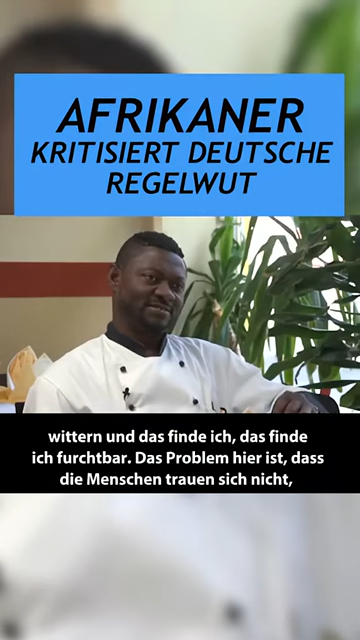 AFRIKANER
KRITISIERT DEUTSCHE
REGELWUT
wittern und das finde ich, das finde
ich furchtbar. Das Problem hier ist, dass
die Menschen trauen sich nicht,